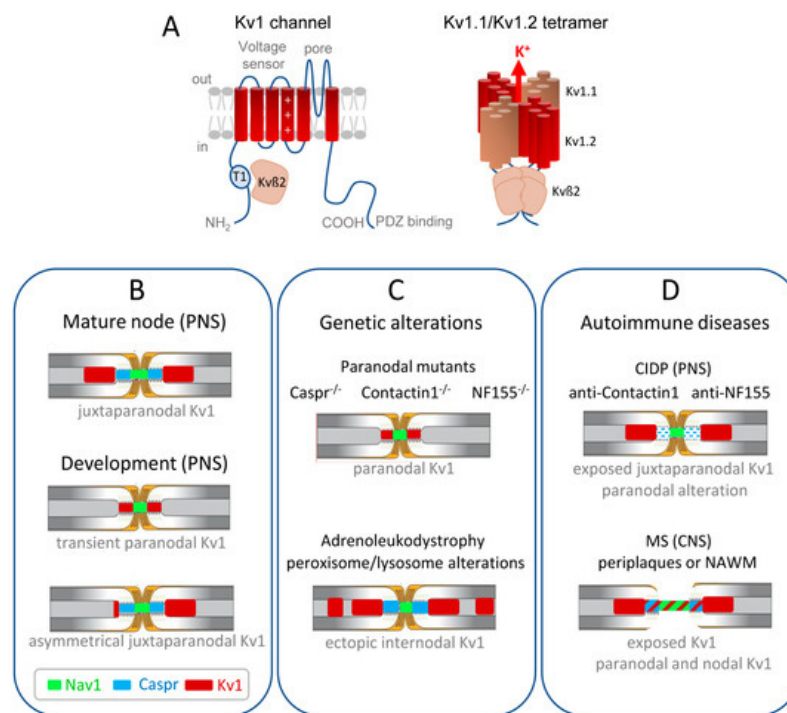 A
Kv1 channel
Voltage
sensor
pore
out
in
+
+
+
T1
Kvß2
NH2
COOH
PDZ binding
Kv1.1/Kv1.2 tetramer
K+
Kv1.1
Kv1.2
Kvß2
B
Mature node (PNS)
juxtaparanodal Kv1
Development (PNS)
transient paranodal Kv1
asymmetrical juxtaparanodal Kv1
Nav1 Caspr Kv1
C
Genetic alterations
Paranodal mutants
Caspr-/- Contactin1-/- NF155-/-
paranodal Kv1
Adrenoleukodystrophy
peroxisome/lysosome alterations
ectopic internodal Kv1
D
Autoimmune diseases
CIDP (PNS)
anti-Contactin1 anti-NF155
exposed juxtaparanodal Kv1
paranodal alteration
MS (CNS)
periplaques or NAWM
exposed Kv1
paranodal and nodal Kv1